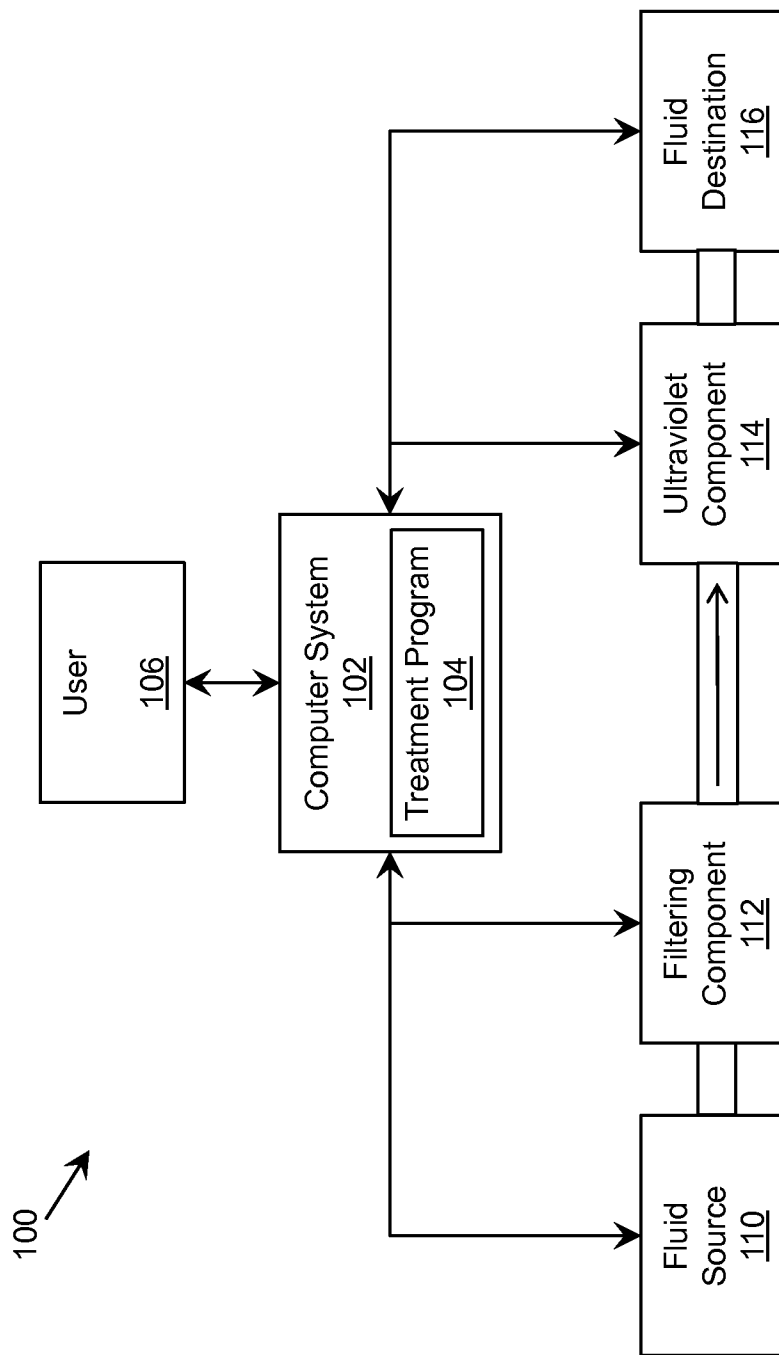 100
User
106
Computer System
102
Treatment Program
104
Fluid
Source
110
Filtering
Component
112
Ultraviolet
Component
114
Fluid
Destination
116